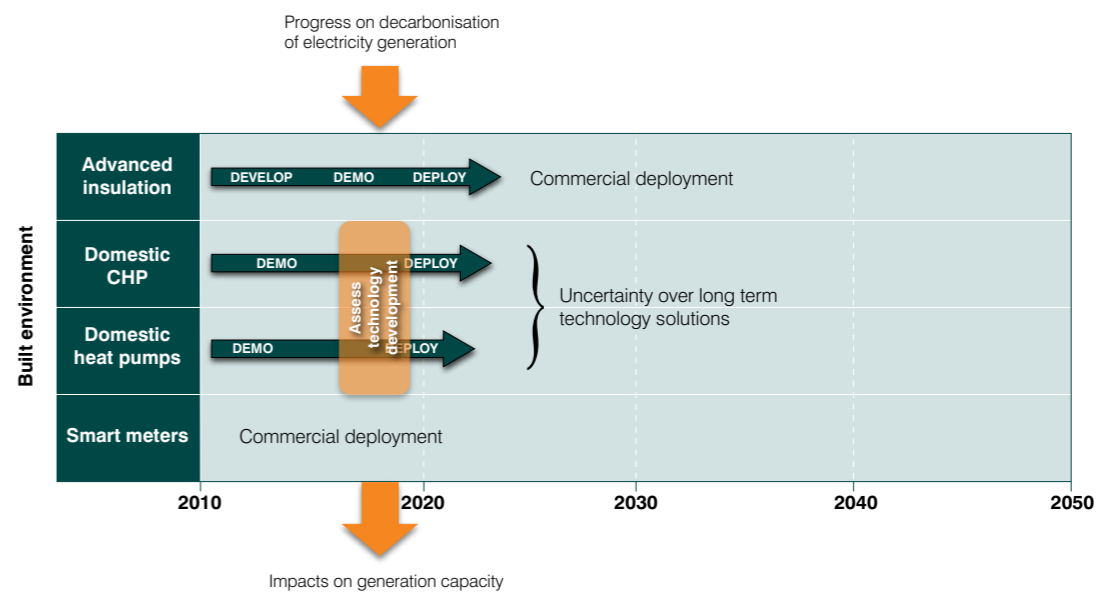 Progress on decarbonisation
of electricity generation
Built environment
Advanced
insulation
DEVELOP DEMO DEPLOY
Commercial deployment
Domestic
CHP
DEMO DEPLOY
Assess
technology
development
Uncertainty over long term
technology solutions
Domestic
heat pumps
DEMO DEPLOY
Smart meters
Commercial deployment
2010 2020 2030 2040 2050
Impacts on generation capacity